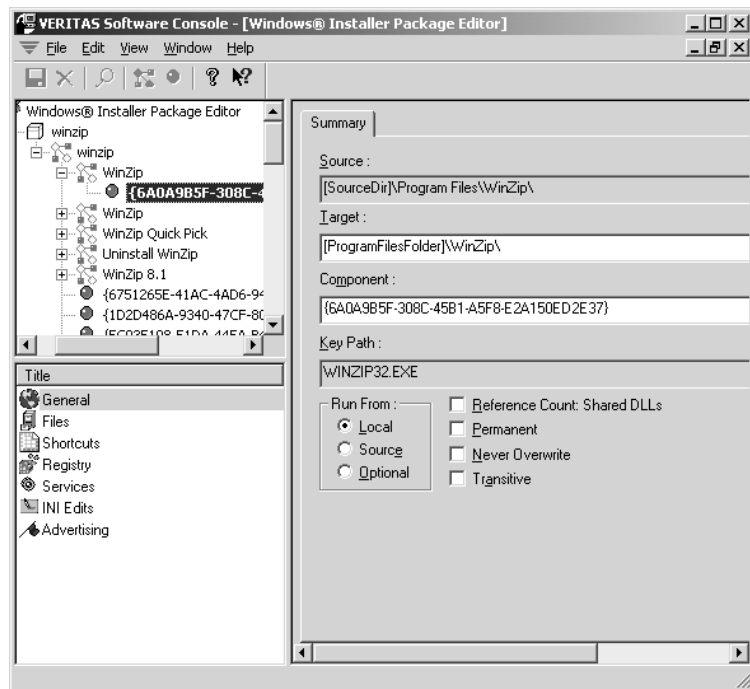 VERITAS Software Console - [Windows® Installer Package Editor]
File Edit View Window Help
Windows® Installer Package Editor
winzip
winzip
WinZip
{6A0A9B5F-308C-4
WinZip
WinZip Quick Pick
Uninstall WinZip
WinZip 8.1
{6751265E-41AC-4AD6-94
{1D2D486A-9340-47CF-80
Title
General
Files
Shortcuts
Registry
Services
INI Edits
Advertising
Summary
Source :
[SourceDir]\Program Files\WinZip\
Target :
[ProgramFilesFolder]\WinZip\
Component :
{6A0A9B5F-308C-45B1-A5F8-E2A150ED2E37}
Key Path :
\WINZIP32.EXE
Run From :
Local
Source
Optional
Reference Count: Shared DLLs
Permanent
Never Overwrite
Transitive